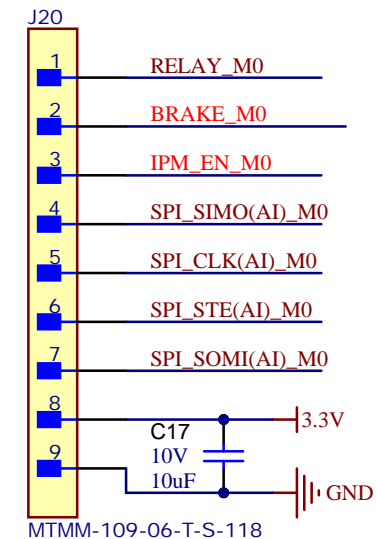 J20
1 RELAY_M0
2 BRAKE_M0
3 IPM_EN_M0
4 SPI_SIMO(AI)_M0
5 SPI_CLK(AI)_M0
6 SPI_STE(AI)_M0
7 SPI_SOMI(AI)_M0
8 3.3V
C17
10V
9 10uF GND
MTMM-109-06-T-S-118